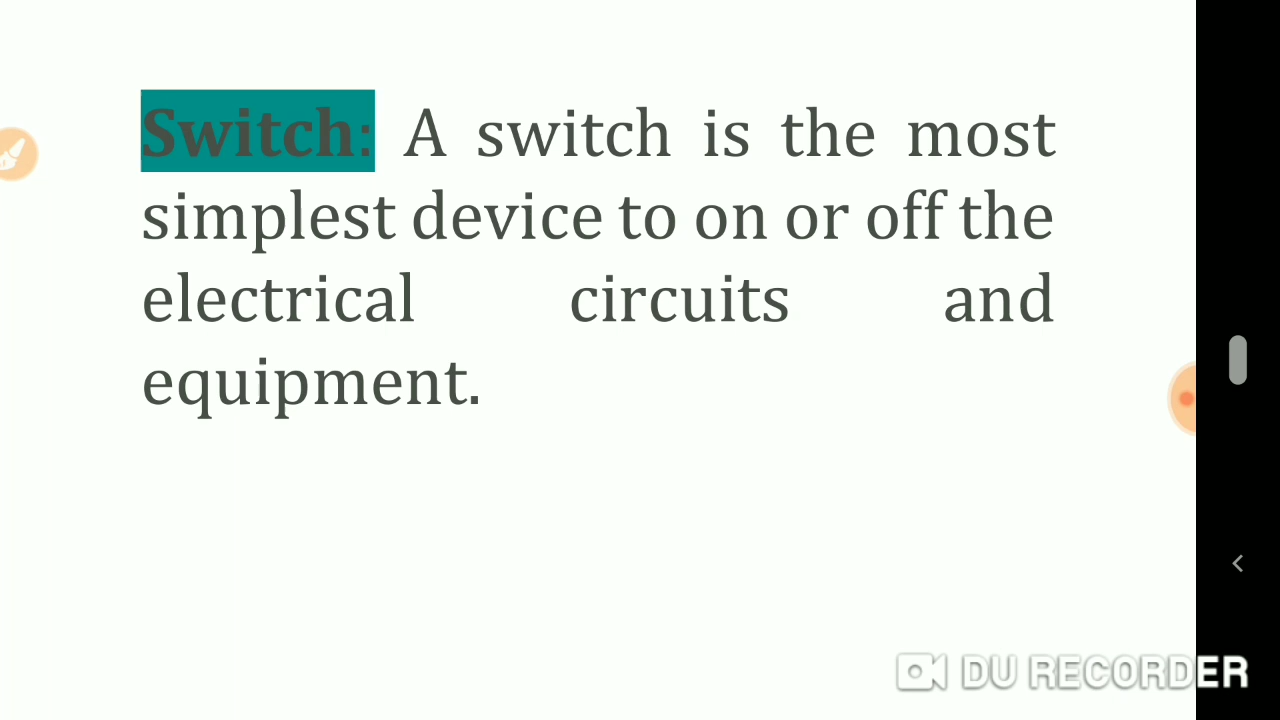 Switch: A switch is the most
simplest device to on or off the
electrical circuits and
equipment.
DU RECORDER